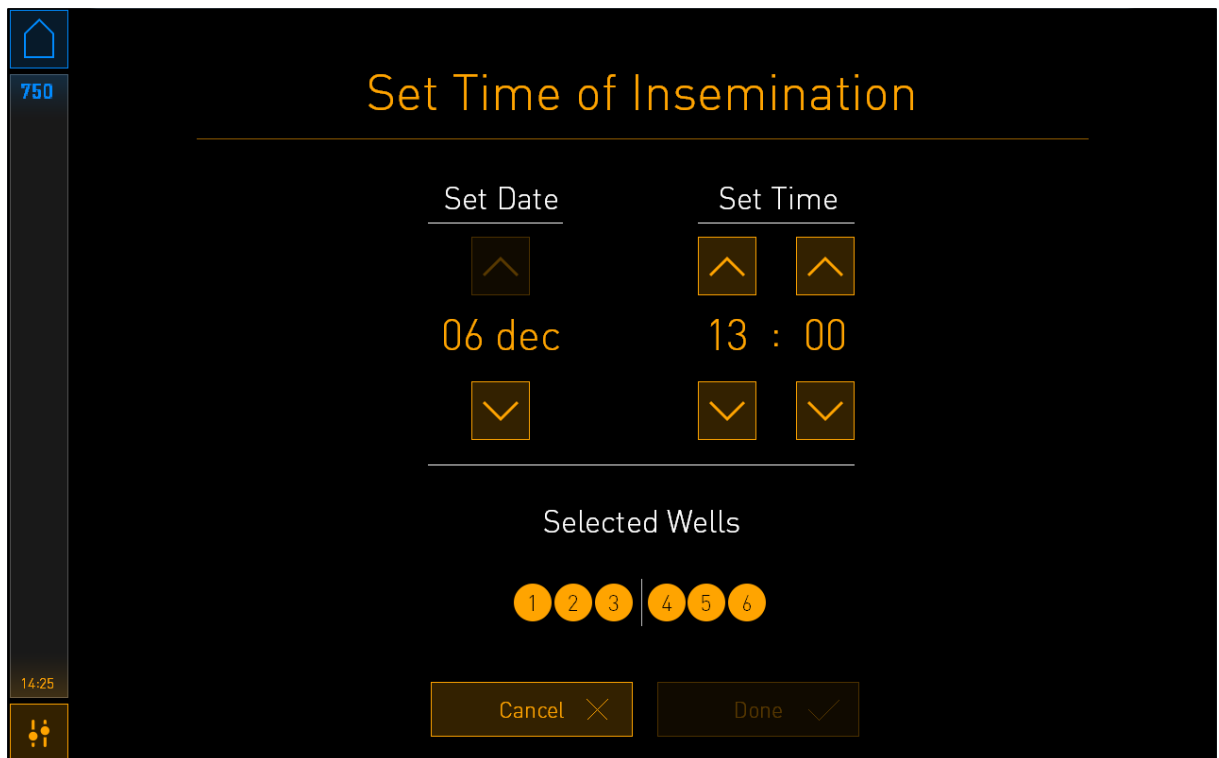 750
Set Time of Insemination
Set Date
Set Time
06 dec
13 : 00
Selected Wells
1 2 3 4 5 6
14:25
Cancel
Done